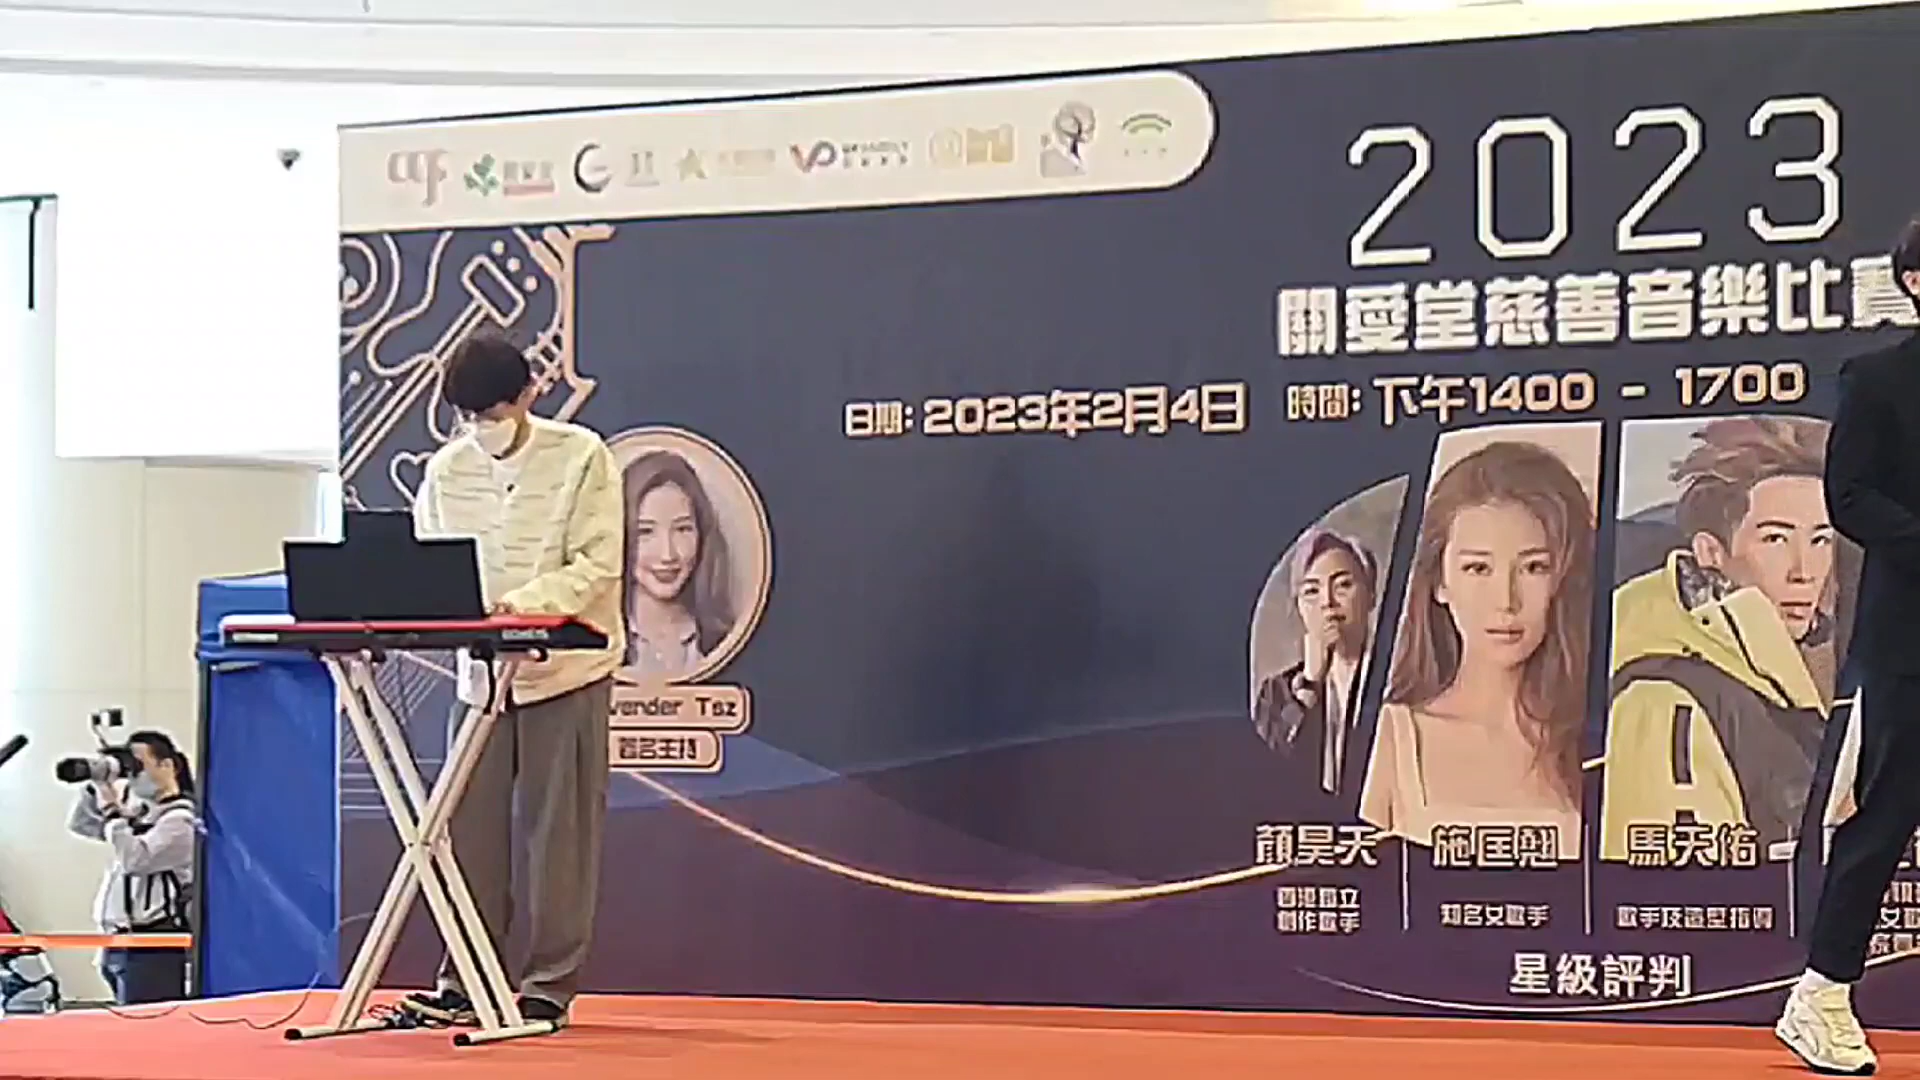 2023
關愛堂慈善音樂比賽
日期: 2023年2月4日 時間: 下午1400 - 1700
vender Tsz
著名主持
顏昊天
香港獨立
創作歌手
施匡翹
知名女歌手
馬天佑
歌手及造型指導
星級評判